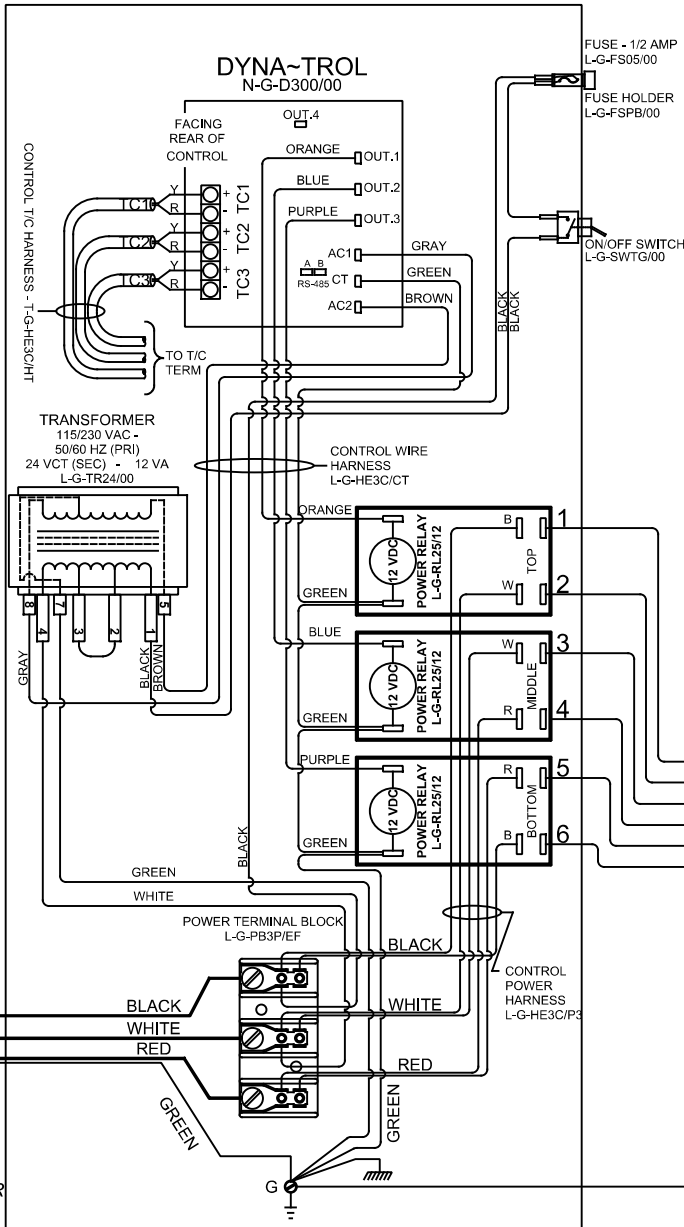 FUSE - 1/2 AMP
L-G-FS05/00
FUSE HOLDER
L-G-FSPB/00
DYNA~TROL
N-G-D300/00
OUT.4
FACING
REAR OF
CONTROL
ORANGE
OUT.1
BLUE
OUT.2
PURPLE
OUT.3
CONTROL T/C HARNESS - T-G-HE3C/HT
TC1
Y
R
+
-
TC1
TC2
Y
R
+
-
TC2
TC3
Y
R
+
-
TC3
AC1
GRAY
A B
RS-485
CT
GREEN
AC2
BROWN
ON/OFF SWITCH
L-G-SWTG/00
BLACK
BLACK
TO T/C
TERM
TRANSFORMER
115/230 VAC -
50/60 HZ (PRI)
24 VCT (SEC) - 12 VA
L-G-TR24/00
CONTROL WIRE
HARNESS
L-G-HE3C/CT
8
4
7
3
2
1
5
GRAY
BLACK
BROWN
ORANGE
GREEN
12 VDC
POWER RELAY
L-G-RL25/12
B
W
TOP
1
2
BLUE
GREEN
12 VDC
POWER RELAY
L-G-RL25/12
W
R
MIDDLE
3
4
PURPLE
GREEN
12 VDC
POWER RELAY
L-G-RL25/12
R
B
BOTTOM
5
6
BLACK
GREEN
WHITE
POWER TERMINAL BLOCK
L-G-PB3P/EF
BLACK
WHITE
RED
CONTROL
POWER
HARNESS
L-G-HE3C/P3
BLACK
WHITE
RED
GREEN
GREEN
G
R